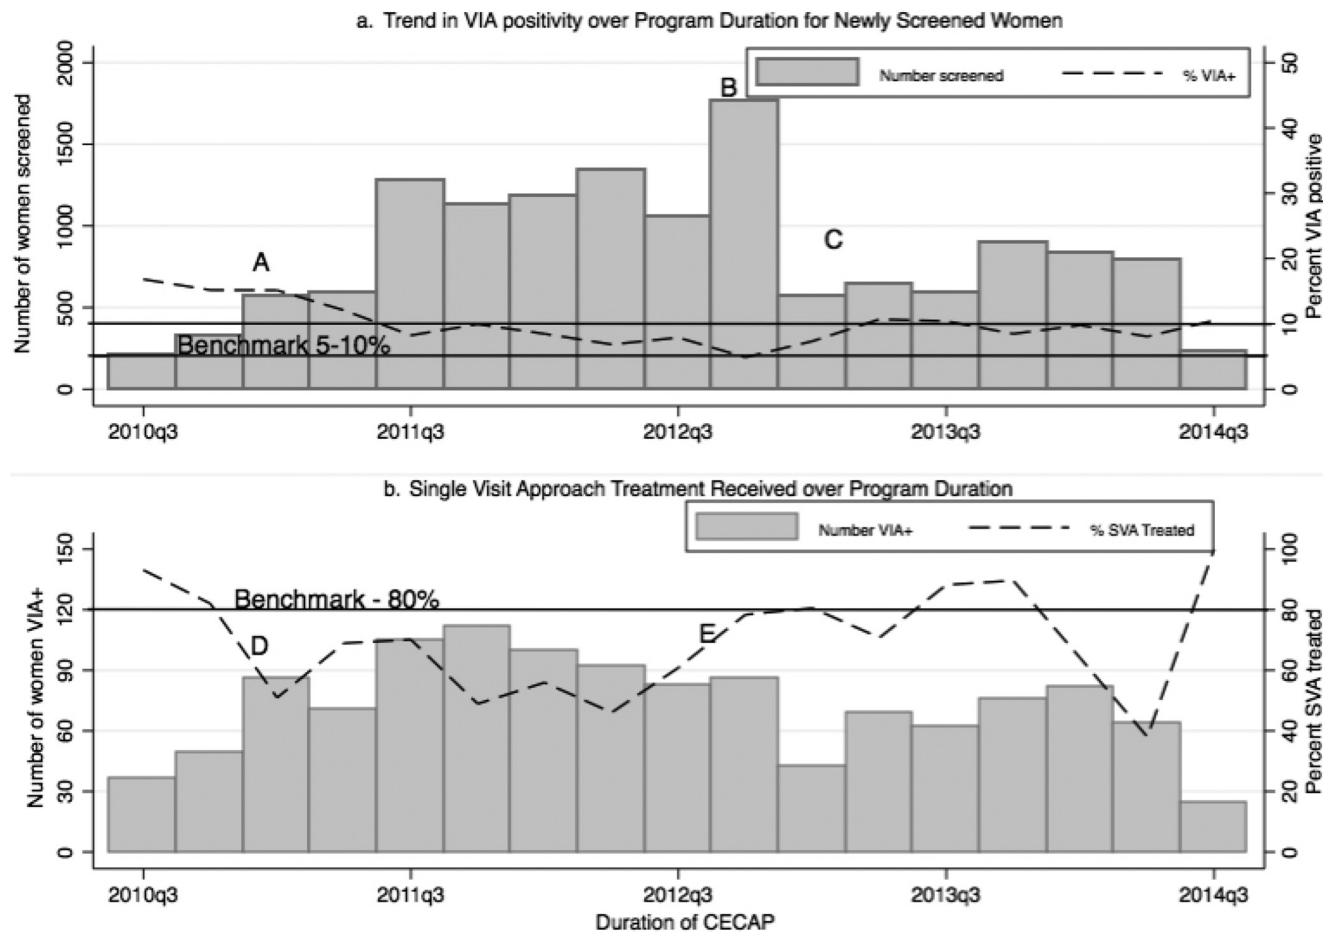 a. Trend in VIA positivity over Program Duration for Newly Screened Women
Number screened
% VIA+
Number of women screened
2000
1500
1000
500
0
Percent VIA positive
50
40
30
20
10
0
A
B
C
Benchmark 5-10%
2010q3 2011q3 2012q3 2013q3 2014q3
b. Single Visit Approach Treatment Received over Program Duration
Number VIA+
% SVA Treated
Number of women VIA+
150
120
90
60
30
0
Percent SVA treated
100
80
60
40
20
0
Benchmark - 80%
D
E
2010q3 2011q3 2012q3 2013q3 2014q3
Duration of CECAP